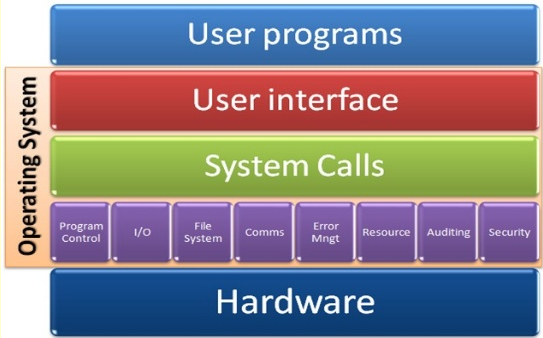 User programs
Operating System
User interface
System Calls
Program
Control
I/O
File
System
Comms
Error
Mngt
Resource
Auditing
Security
Hardware